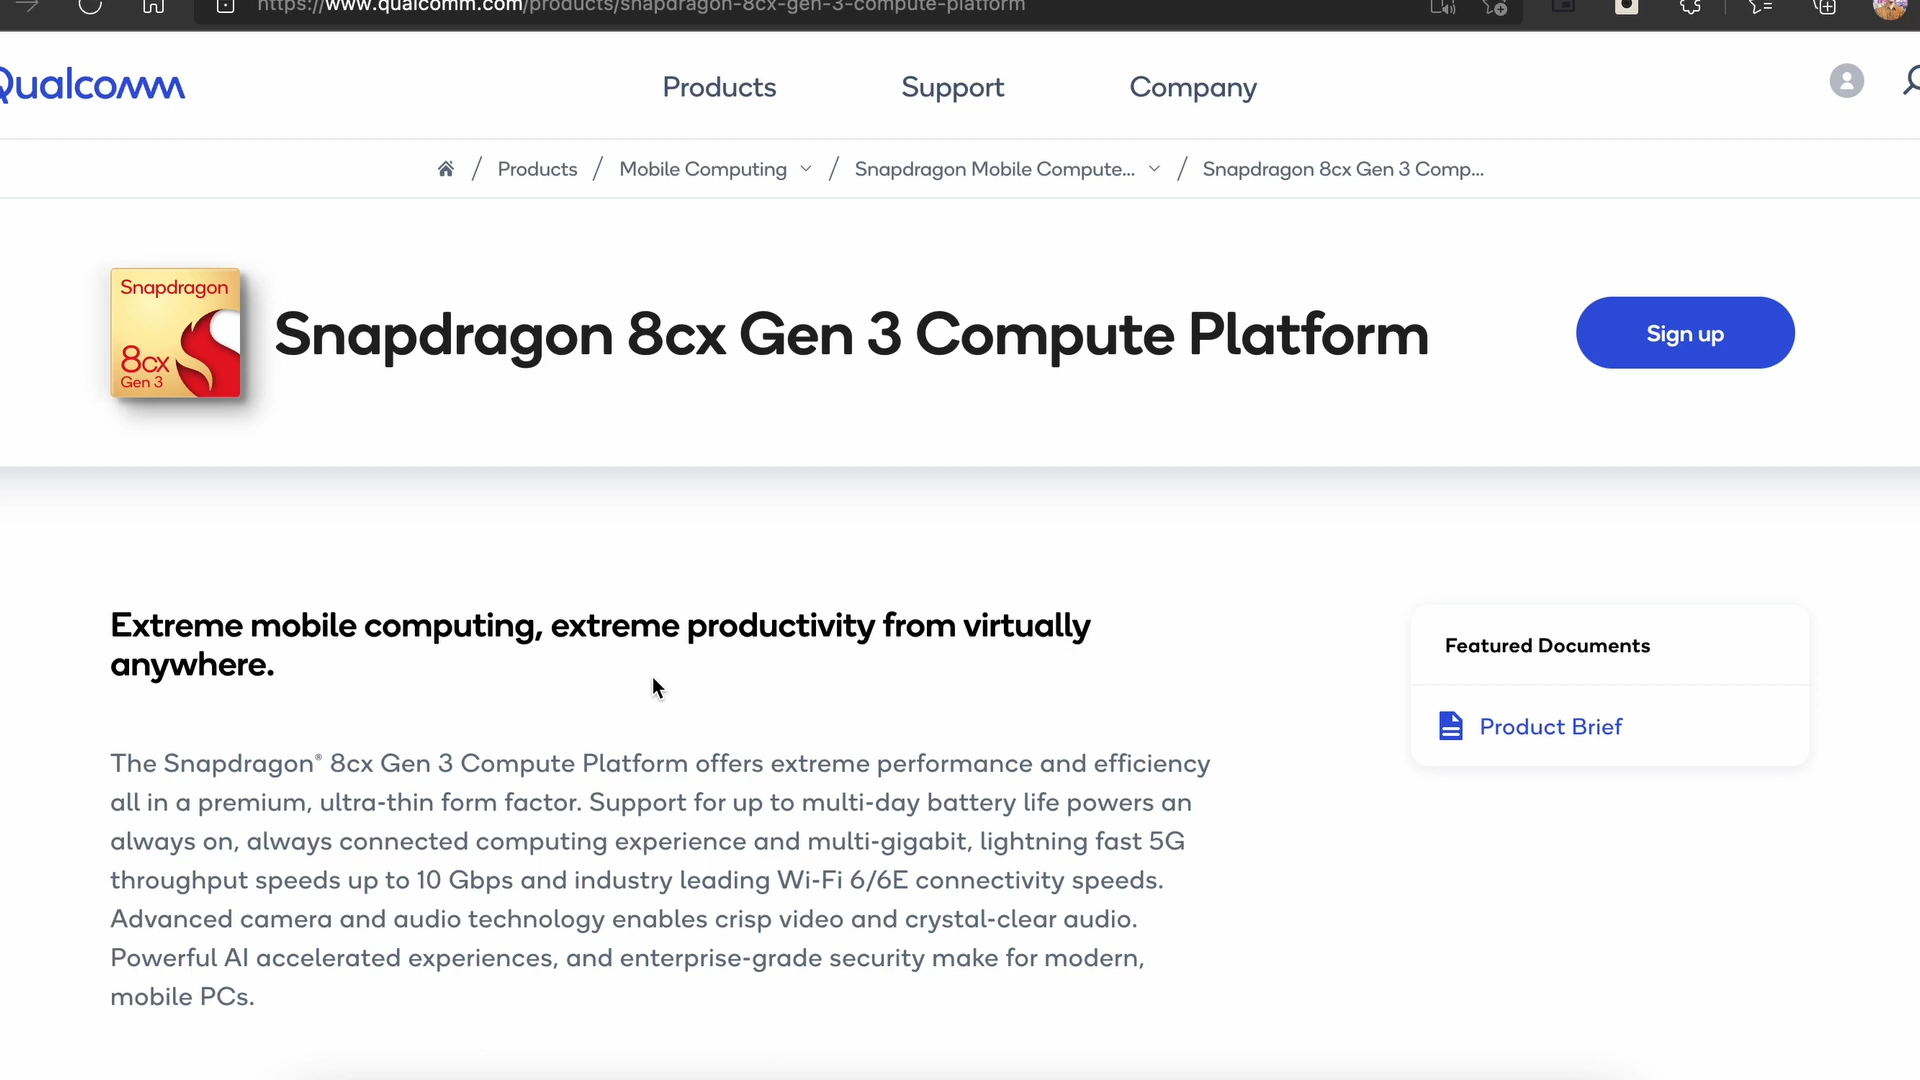 https://www.qualcomm.com/products/snapdragon-8cx-gen-3-compute-platform
Qualcomm
Products
Support
Company
/ Products / Mobile Computing / Snapdragon Mobile Compute... / Snapdragon 8cx Gen 3 Comp...
Snapdragon
8cx
Gen 3
Snapdragon 8cx Gen 3 Compute Platform
Sign up
Extreme mobile computing, extreme productivity from virtually
anywhere.
The Snapdragon® 8cx Gen 3 Compute Platform offers extreme performance and efficiency
all in a premium, ultra-thin form factor. Support for up to multi-day battery life powers an
always on, always connected computing experience and multi-gigabit, lightning fast 5G
throughput speeds up to 10 Gbps and industry leading Wi-Fi 6/6E connectivity speeds.
Advanced camera and audio technology enables crisp video and crystal-clear audio.
Powerful AI accelerated experiences, and enterprise-grade security make for modern,
mobile PCs.
Featured Documents
Product Brief